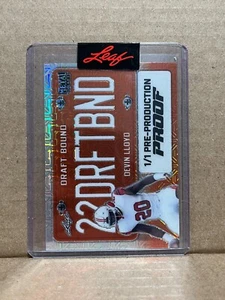 Leaf
1/1 PRE-PRODUCTION
PROOF
DRAFT BOUND
22DRFTBND
DEVIN LLOYD
20